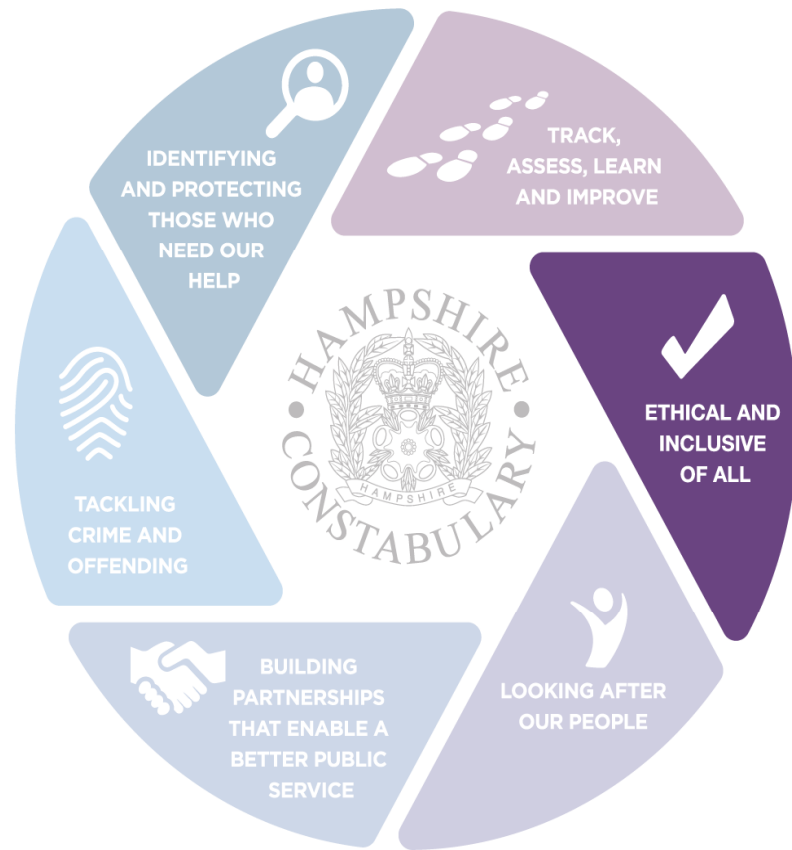 IDENTIFYING
AND PROTECTING
THOSE WHO
NEED OUR
HELP
TRACK,
ASSESS, LEARN
AND IMPROVE
ETHICAL AND
INCLUSIVE
OF ALL
LOOKING AFTER
OUR PEOPLE
BUILDING
PARTNERSHIPS
THAT ENABLE A
BETTER PUBLIC
SERVICE
TACKLING
CRIME AND
OFFENDING
HAMPSHIRE
CONSTABULARY
HAMPSHIRE